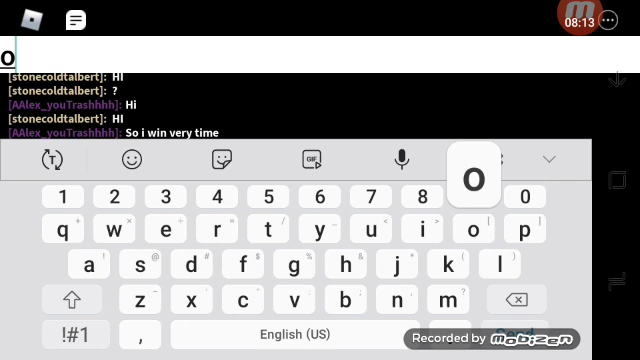 08:13
o
[stonecoldtalbert]: HI
[stonecoldtalbert]: ?
[AAlex_youTrashhhh]: Hi
[stonecoldtalbert]: HI
[AAlex_youTrashhhh]: So i win very time
T GIF o
1 2 3 4 5 6 7 8 0
q w e r t y u i o p
a s d f g h j k l
z x c v b n m
!#1 , English (US)
Recorded by mobizen